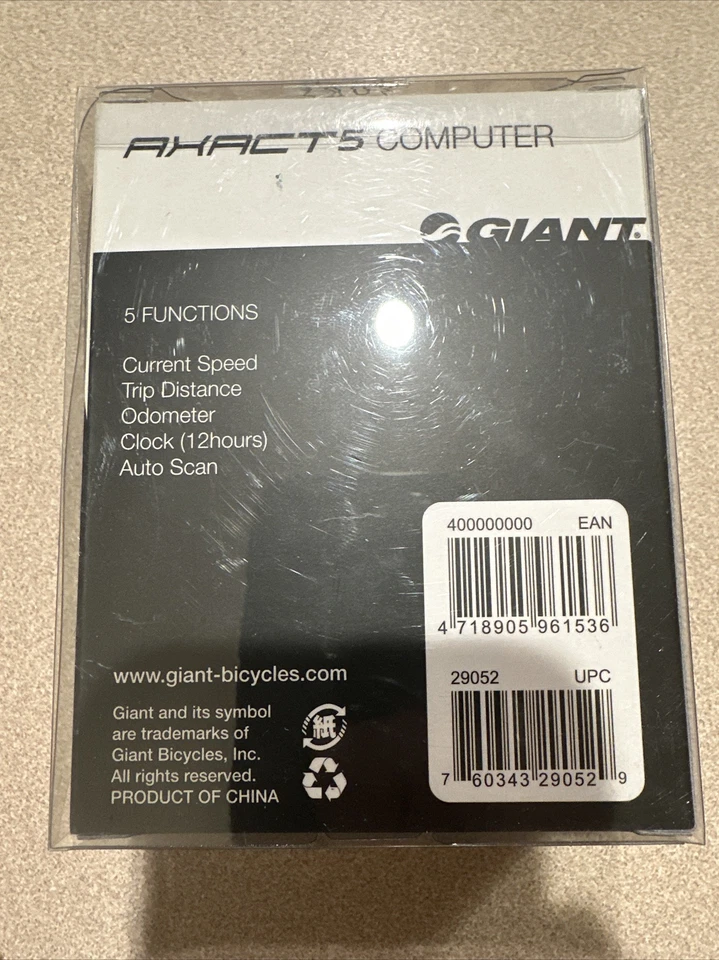 AXACT 5 COMPUTER
GIANT.
5 FUNCTIONS
Current Speed
Trip Distance
Odometer
Clock (12hours)
Auto Scan
400000000 EAN
4 718905 961536
29052 UPC
7 60343 29052 9
www.giant-bicycles.com
Giant and its symbol
are trademarks of
Giant Bicycles, Inc.
All rights reserved.
PRODUCT OF CHINA
紙